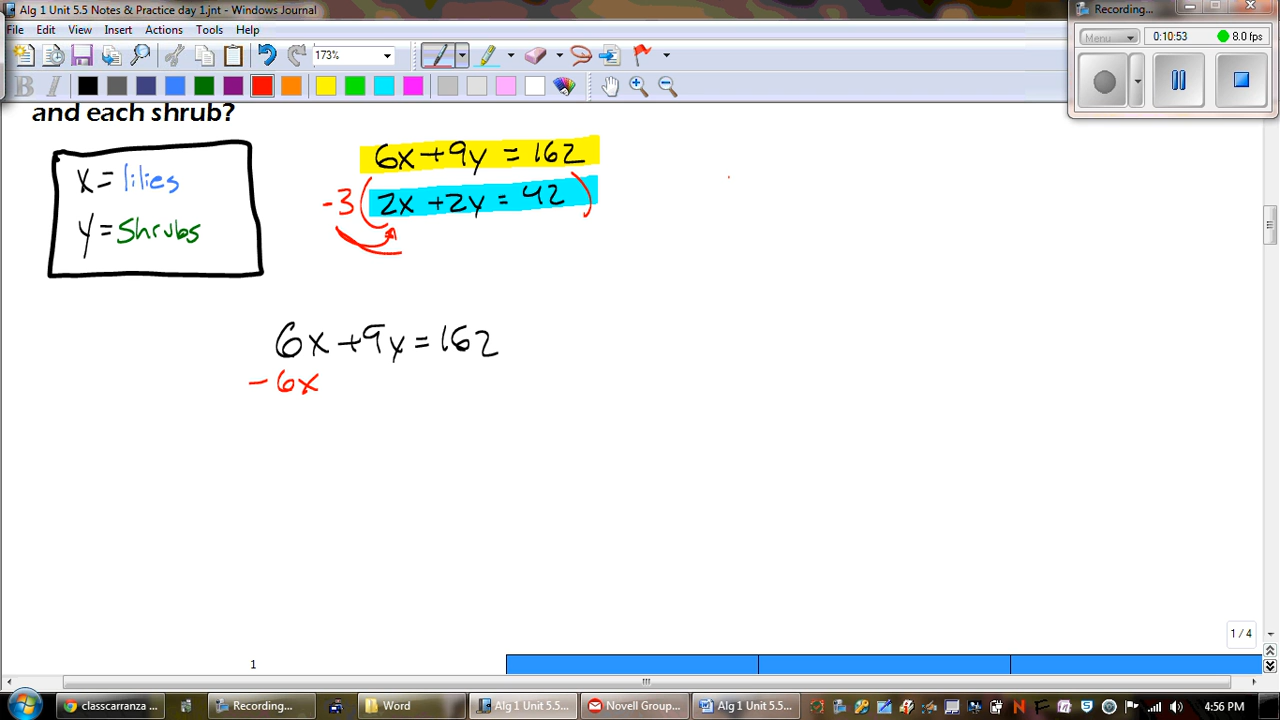 Alg 1 Unit 5.5 Notes & Practice day 1.jnt - Windows Journal
Recording...
File Edit View Insert Actions Tools Help
Menu 0:10:53 8.0 fps
173%
B I
and each shrub?
x = lilies
y = Shrubs
6x+9y = 162
-3(2x +2y = 42)
6x+9y=162
-6x
1 / 4
1
classcarranza ... Recording... Word Alg 1 Unit 5.5... Novell Group... Alg 1 Unit 5.5... 4:56 PM